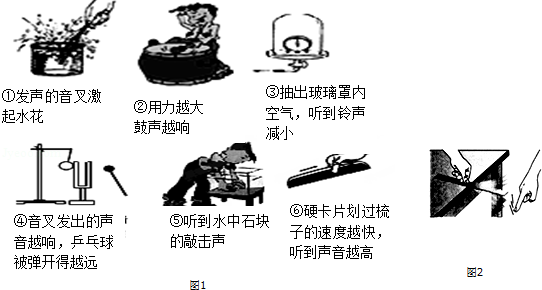 ①发声的音叉激
起水花
②用力越大
鼓声越响
③抽出玻璃罩内
空气，听到铃声
减小
④音叉发出的声
音越响，乒乓球
被弹开得越远
⑤听到水中石块
的敲击声
⑥硬卡片划过梳
子的速度越快，
听到声音越高
图1
图2